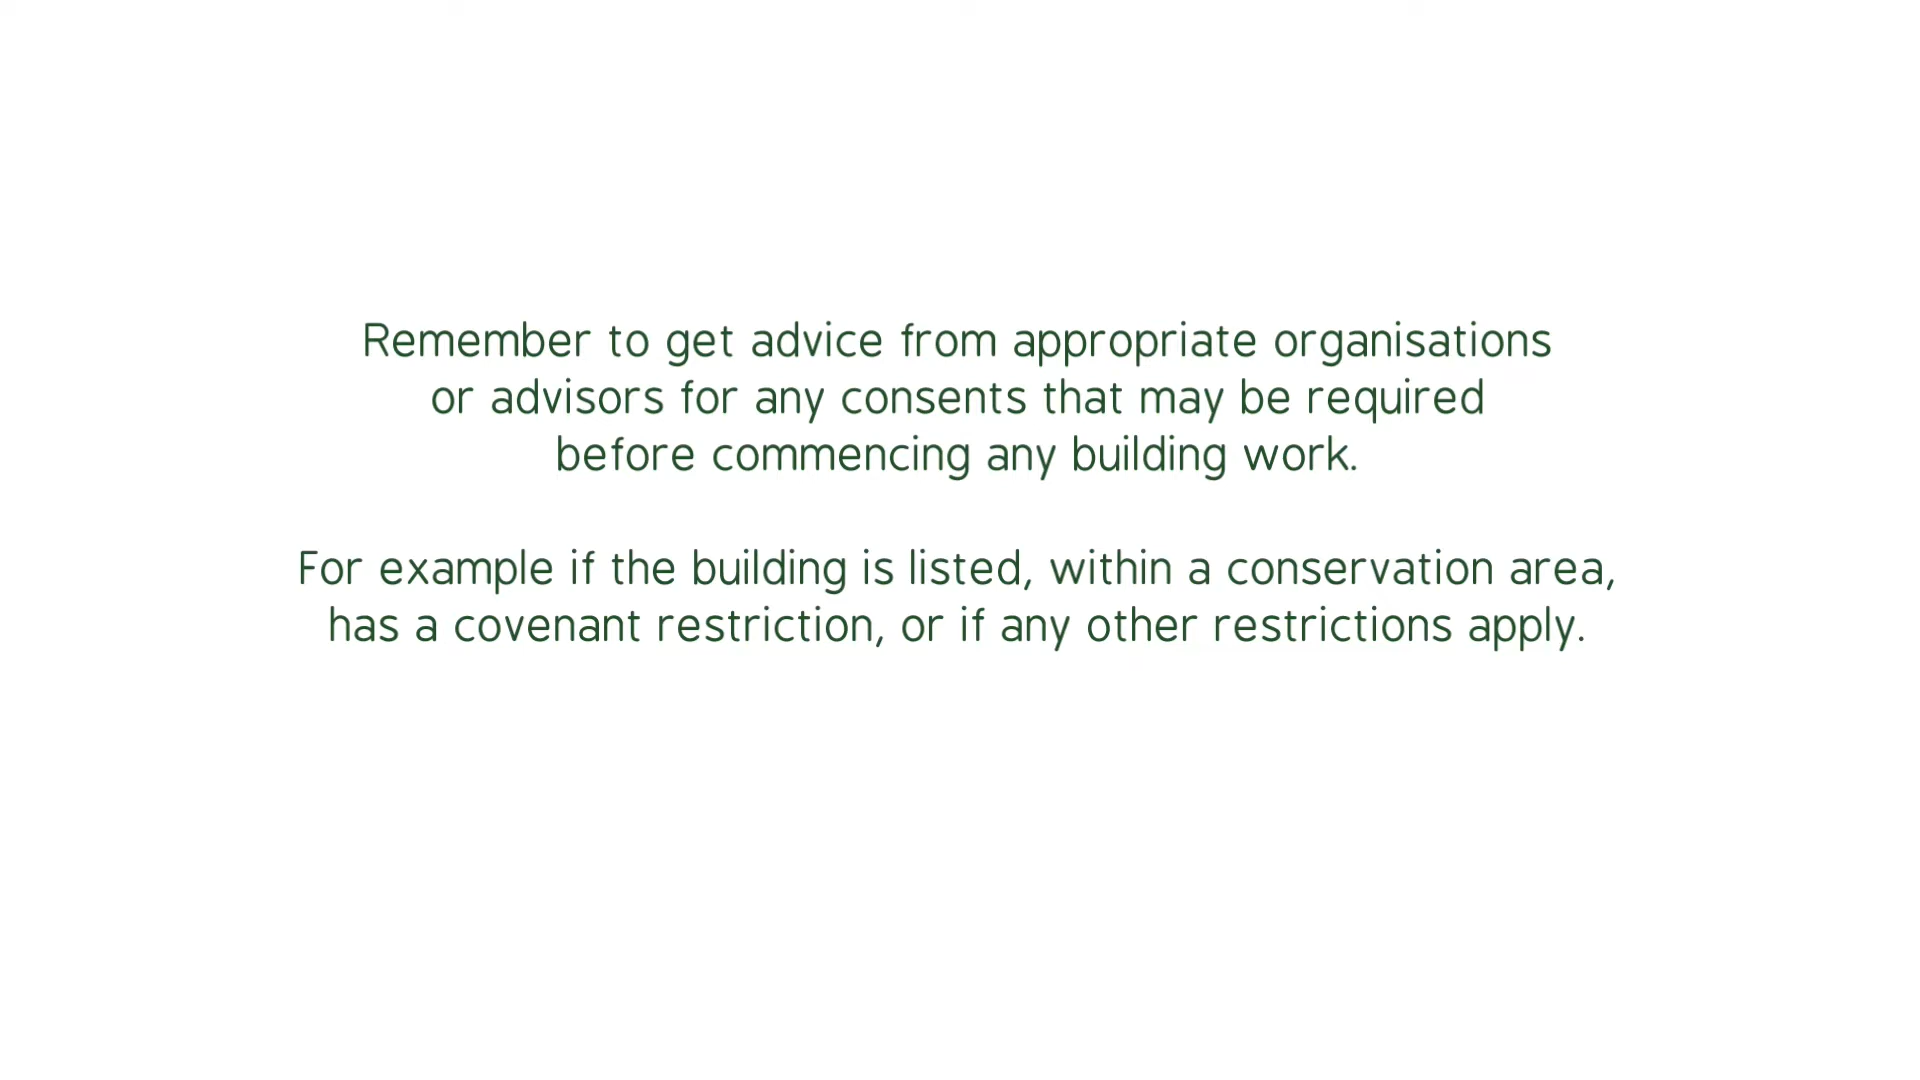 Remember to get advice from appropriate organisations
or advisors for any consents that may be required
before commencing any building work.
For example if the building is listed, within a conservation area,
has a covenant restriction, or if any other restrictions apply.